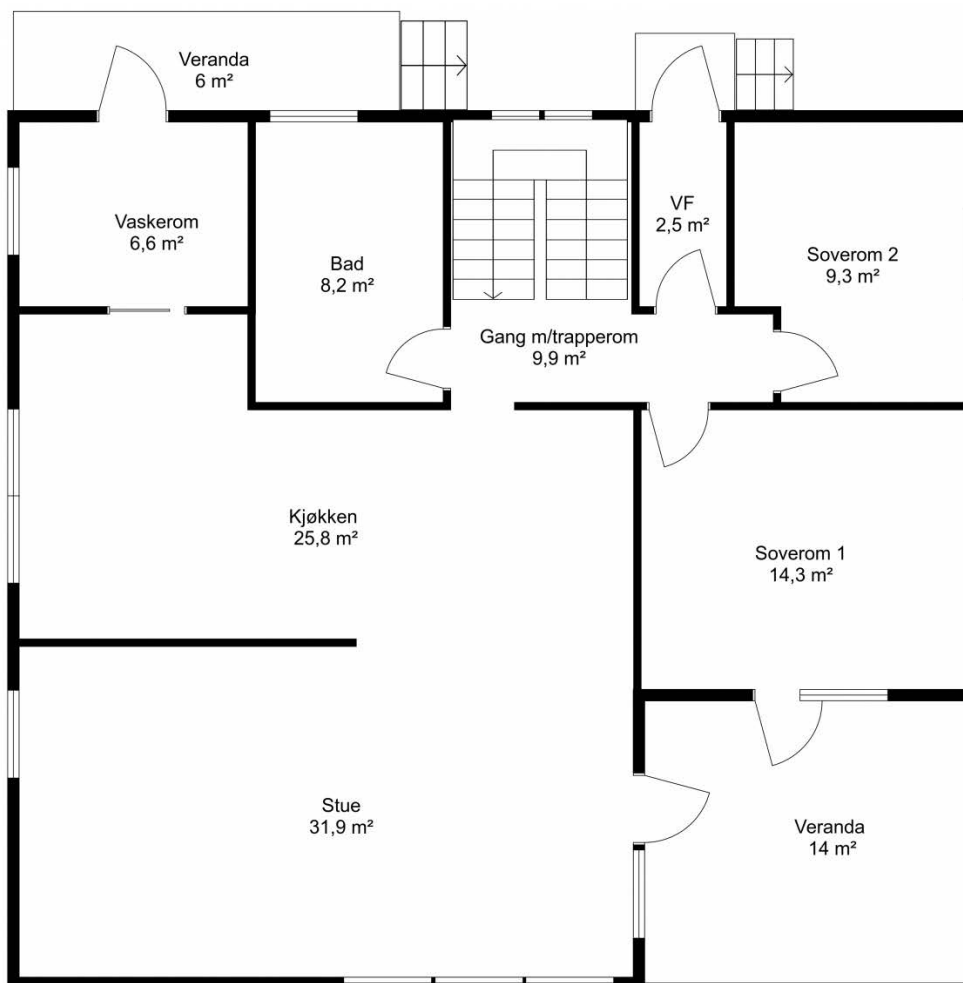 Veranda
6 m²
Vaskerom
6,6 m²
Bad
8,2 m²
VF
2,5 m²
Soverom 2
9,3 m²
Gang m/trapperom
9,9 m²
Kjøkken
25,8 m²
Soverom 1
14,3 m²
Stue
31,9 m²
Veranda
14 m²